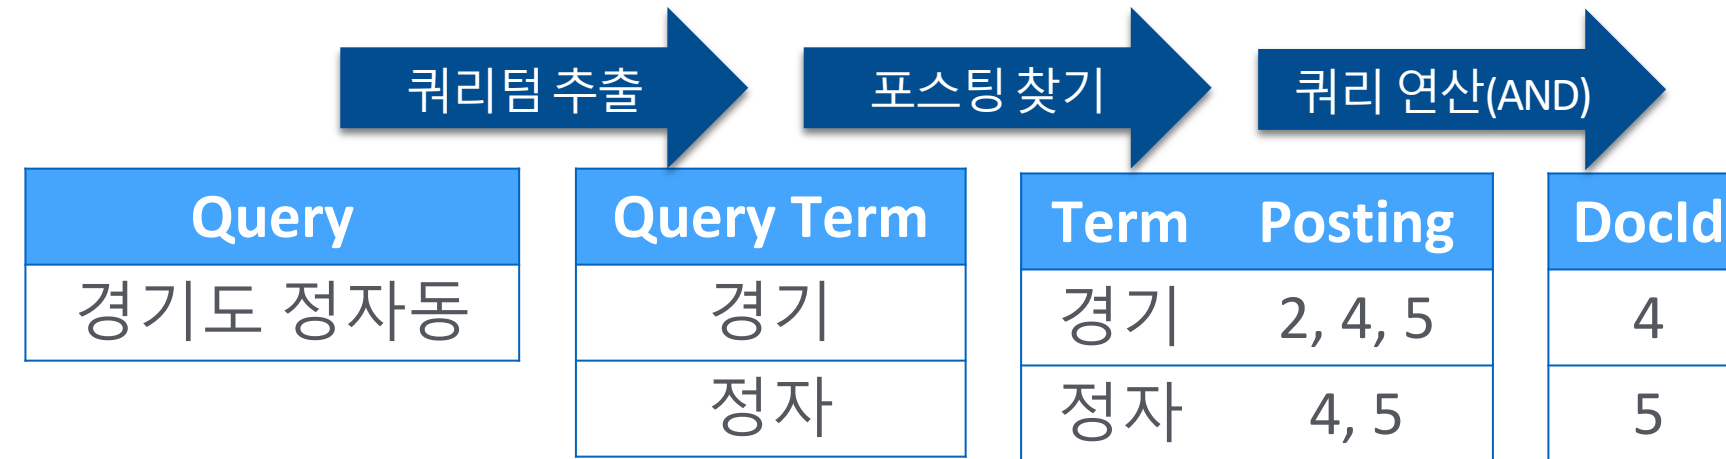 쿼리텀 추출
포스팅 찾기
쿼리 연산(AND)
Query
경기도 정자동
Query Term
경기
정자
Term Posting
경기 2, 4, 5
정자 4, 5
DocId
4
5